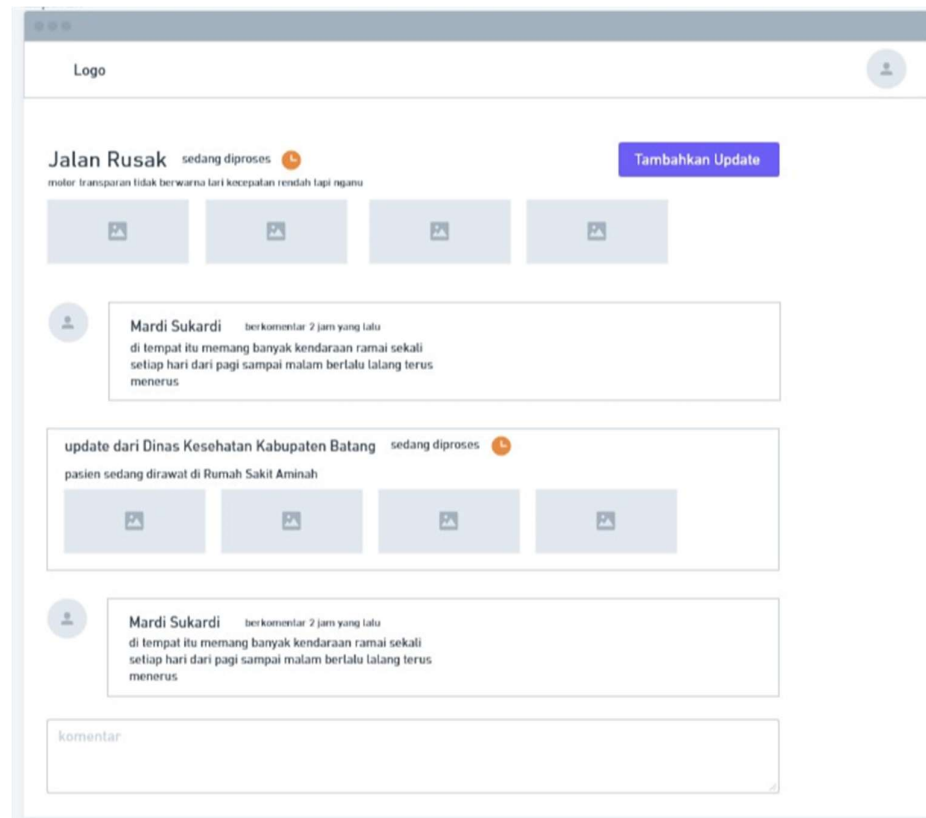 Logo
Jalan Rusak sedang diproses
Tambahkan Update
motor transparan tidak berwarna lari kecepatan rendah tapi nganu
Mardi Sukardi berkomentar 2 jam yang lalu
di tempat itu memang banyak kendaraan ramai sekali
setiap hari dari pagi sampai malam berlalu lalang terus
menerus
update dari Dinas Kesehatan Kabupaten Batang sedang diproses
pasien sedang dirawat di Rumah Sakit Aminah
Mardi Sukardi berkomentar 2 jam yang lalu
di tempat itu memang banyak kendaraan ramai sekali
setiap hari dari pagi sampai malam berlalu lalang terus
menerus
komentar